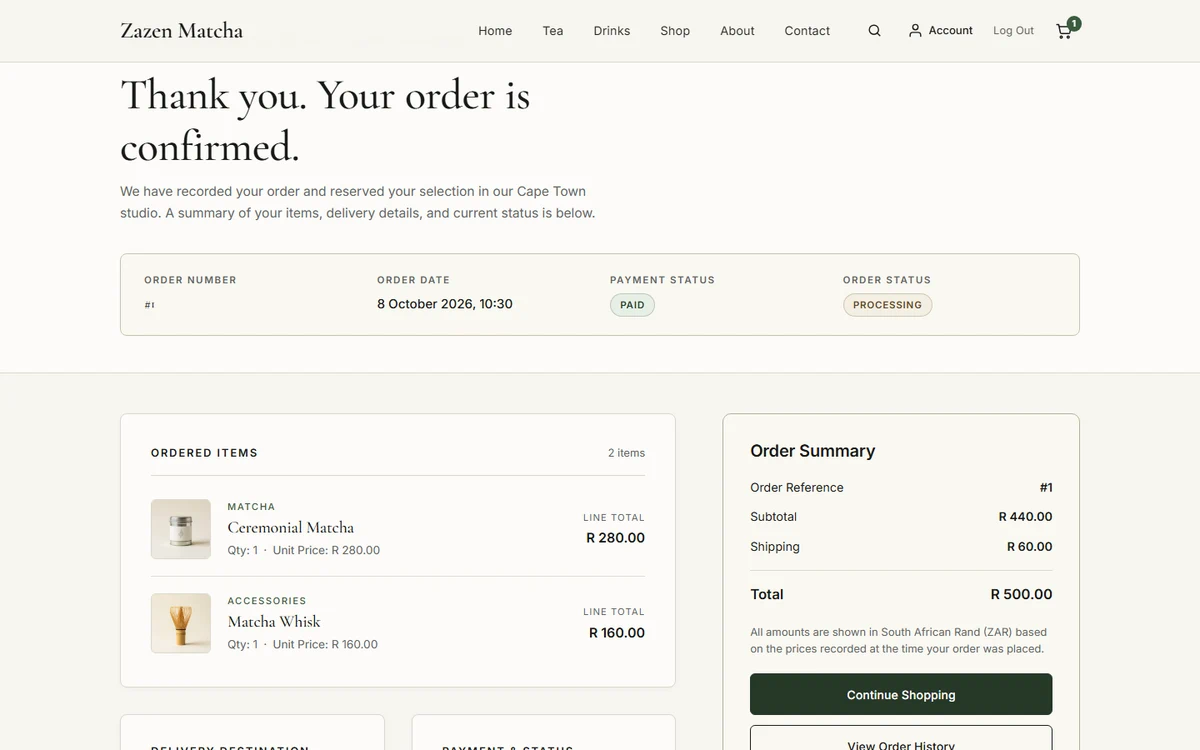 Zazen Matcha
Home Tea Drinks Shop About Contact Account Log Out 1
Thank you. Your order is
confirmed.
We have recorded your order and reserved your selection in our Cape Town
studio. A summary of your items, delivery details, and current status is below.
ORDER NUMBER ORDER DATE PAYMENT STATUS ORDER STATUS
#1 8 October 2026, 10:30 PAID PROCESSING
ORDERED ITEMS 2 items
MATCHA
Ceremonial Matcha
Qty: 1 · Unit Price: R 280.00
LINE TOTAL
R 280.00
ACCESSORIES
Matcha Whisk
Qty: 1 · Unit Price: R 160.00
LINE TOTAL
R 160.00
Order Summary
Order Reference #1
Subtotal R 440.00
Shipping R 60.00
Total R 500.00
All amounts are shown in South African Rand (ZAR) based
on the prices recorded at the time your order was placed.
Continue Shopping
View Order History
DELIVERY DESTINATION
PAYMENT & STATUS